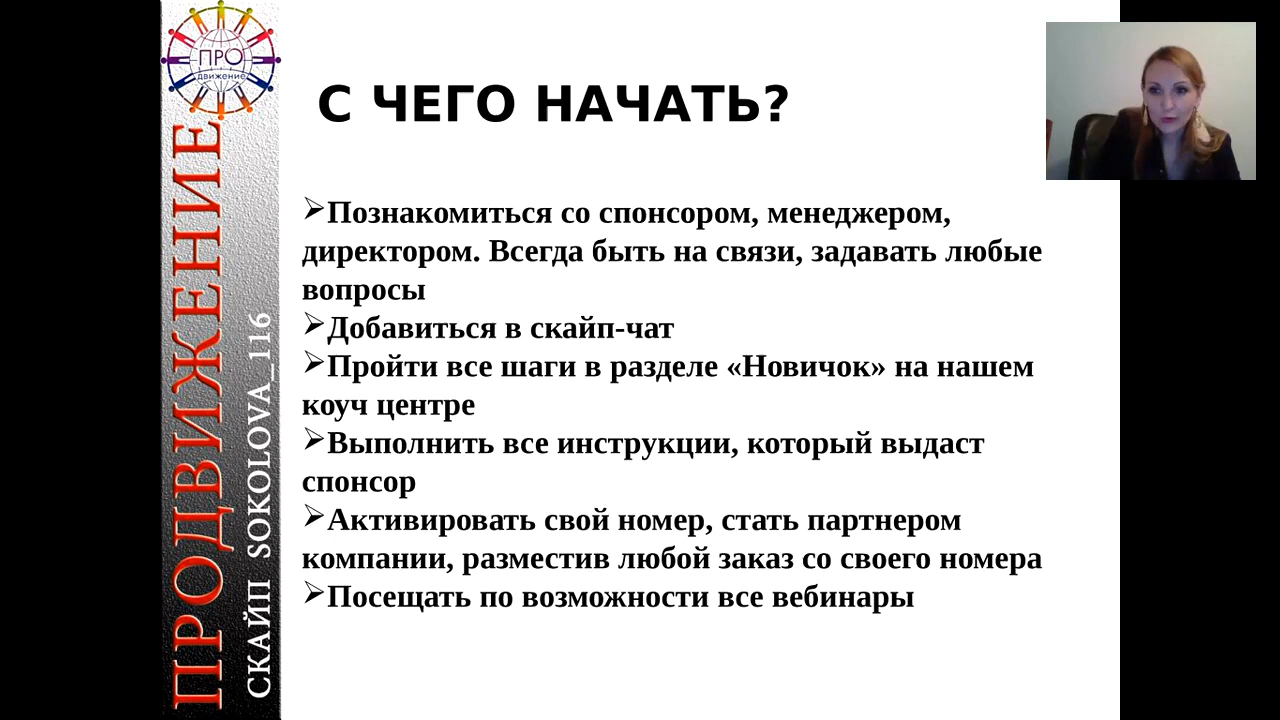 ПРО
движение
ПРОДВИЖЕНИЕ
СКАЙП SOKOLOVA_116
С ЧЕГО НАЧАТЬ?
➢Познакомиться со спонсором, менеджером,
директором. Всегда быть на связи, задавать любые
вопросы
➢Добавиться в скайп-чат
➢Пройти все шаги в разделе «Новичок» на нашем
коуч центре
➢Выполнить все инструкции, который выдаст
спонсор
➢Активировать свой номер, стать партнером
компании, разместив любой заказ со своего номера
➢Посещать по возможности все вебинары